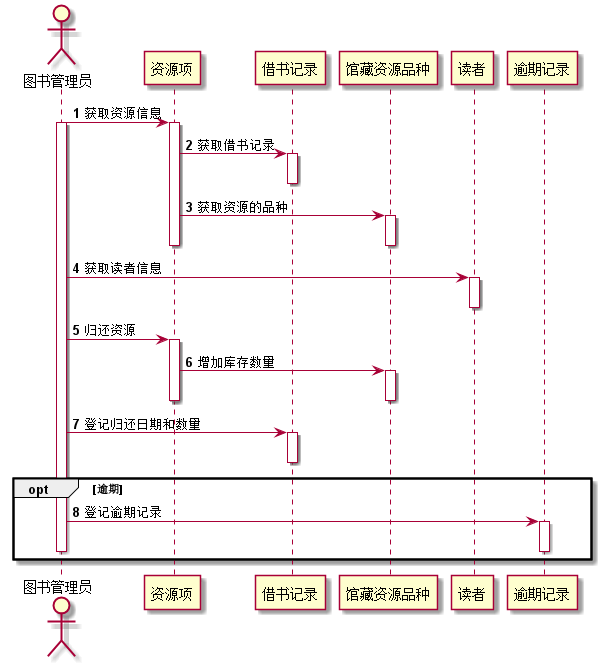 图书管理员
资源项
借书记录
馆藏资源品种
读者
逾期记录
1 获取资源信息
2 获取借书记录
3 获取资源的品种
4 获取读者信息
5 归还资源
6 增加库存数量
7 登记归还日期和数量
opt [逾期]
8 登记逾期记录
图书管理员
资源项
借书记录
馆藏资源品种
读者
逾期记录